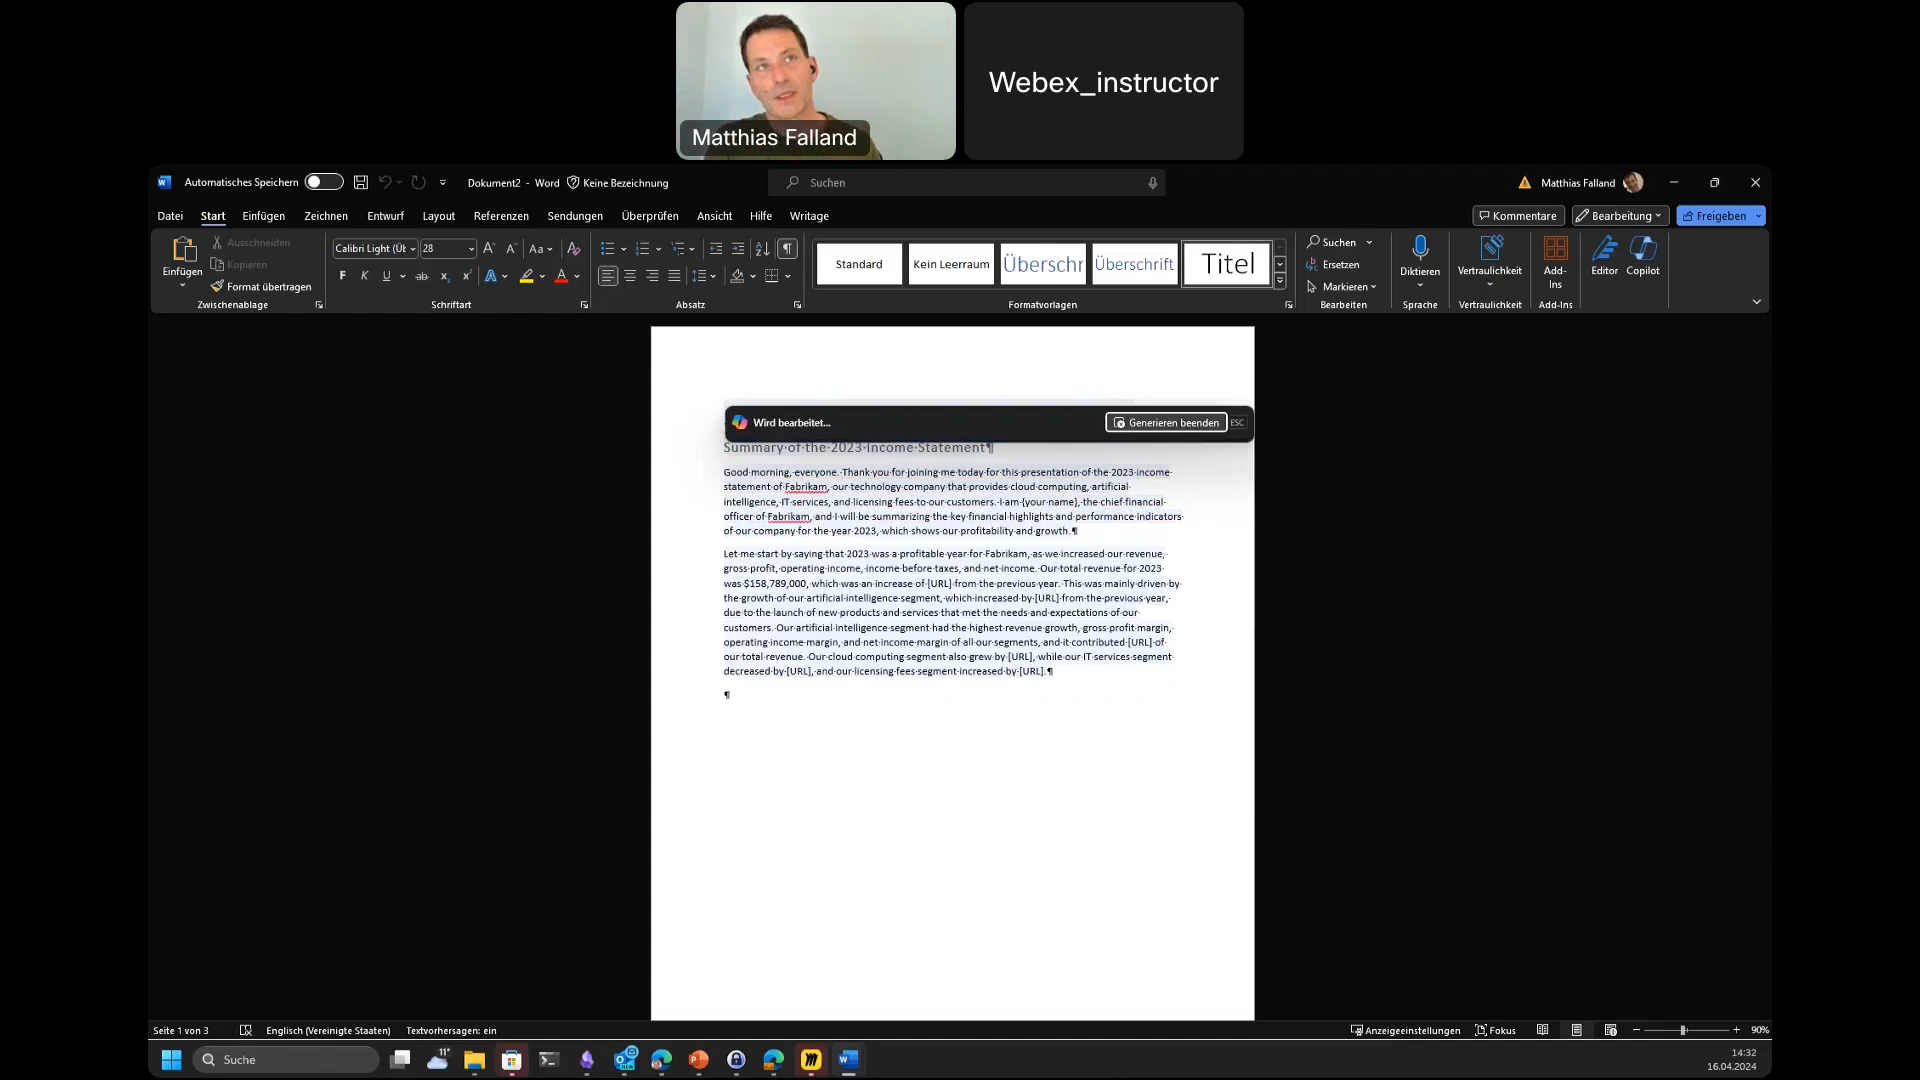 Webex_instructor
Matthias Falland
Automatisches Speichern
Dokument2 - Word
Keine Bezeichnung
Suchen
Matthias Falland
Datei
Start
Einfügen
Zeichnen
Entwurf
Layout
Referenzen
Sendungen
Überprüfen
Ansicht
Hilfe
Writage
Kommentare
Bearbeitung
Freigeben
Einfügen
Ausschneiden
Kopieren
Format übertragen
Zwischenablage
Calibri Light (Üb
28
Aa
F K U ab x₂ x²
Schriftart
Absatz
Standard
Kein Leerraum
Überschr
Überschrift
Titel
Formatvorlagen
Suchen
Ersetzen
Markieren
Bearbeiten
Diktieren
Sprache
Vertraulichkeit
Vertraulichkeit
Add-
Ins
Add-Ins
Editor
Copilot
Wird bearbeitet...
Generieren beenden
ESC
Summary·of·the·2023·Income·Statement¶
Good·morning,·everyone.·Thank·you·for·joining·me·today·for·this·presentation·of·the·2023·income·
statement·of·Fabrikam,·our·technology·company·that·provides·cloud·computing,·artificial·
intelligence,·IT·services,·and·licensing·fees·to·our·customers.·I·am·{your·name},·the·chief·financial·
officer·of·Fabrikam,·and·I·will·be·summarizing·the·key·financial·highlights·and·performance·indicators·
of·our·company·for·the·year·2023,·which·shows·our·profitability·and·growth.¶
Let·me·start·by·saying·that·2023·was·a·profitable·year·for·Fabrikam,·as·we·increased·our·revenue,·
gross·profit,·operating·income,·income·before·taxes,·and·net·income.·Our·total·revenue·for·2023·
was·$158,789,000,·which·was·an·increase·of·[URL]·from·the·previous·year.·This·was·mainly·driven·by·
the·growth·of·our·artificial·intelligence·segment,·which·increased·by·[URL]·from·the·previous·year,·
due·to·the·launch·of·new·products·and·services·that·met·the·needs·and·expectations·of·our·
customers.·Our·artificial·intelligence·segment·had·the·highest·revenue·growth,·gross·profit·margin,·
operating·income·margin,·and·net·income·margin·of·all·our·segments,·and·it·contributed·[URL]·of·
our·total·revenue.·Our·cloud·computing·segment·also·grew·by·[URL],·while·our·IT·services·segment·
decreased·by·[URL],·and·our·licensing·fees·segment·increased·by·[URL].¶
¶
Seite 1 von 3
Englisch (Vereinigte Staaten)
Textvorhersagen: ein
Anzeigeeinstellungen
Fokus
90%
Suche
11°
14:32
16.04.2024